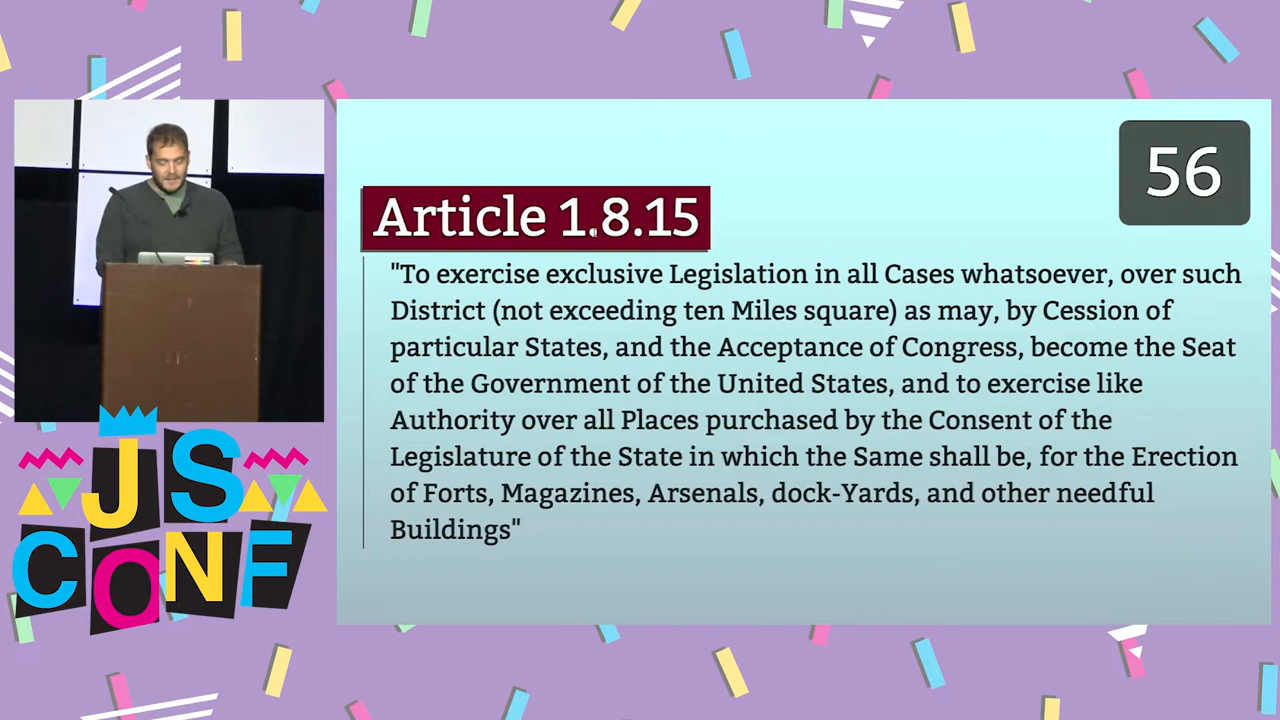 56
Article 1.8.15
"To exercise exclusive Legislation in all Cases whatsoever, over such
District (not exceeding ten Miles square) as may, by Cession of
particular States, and the Acceptance of Congress, become the Seat
of the Government of the United States, and to exercise like
Authority over all Places purchased by the Consent of the
Legislature of the State in which the Same shall be, for the Erection
of Forts, Magazines, Arsenals, dock-Yards, and other needful
Buildings"
JS
CONF